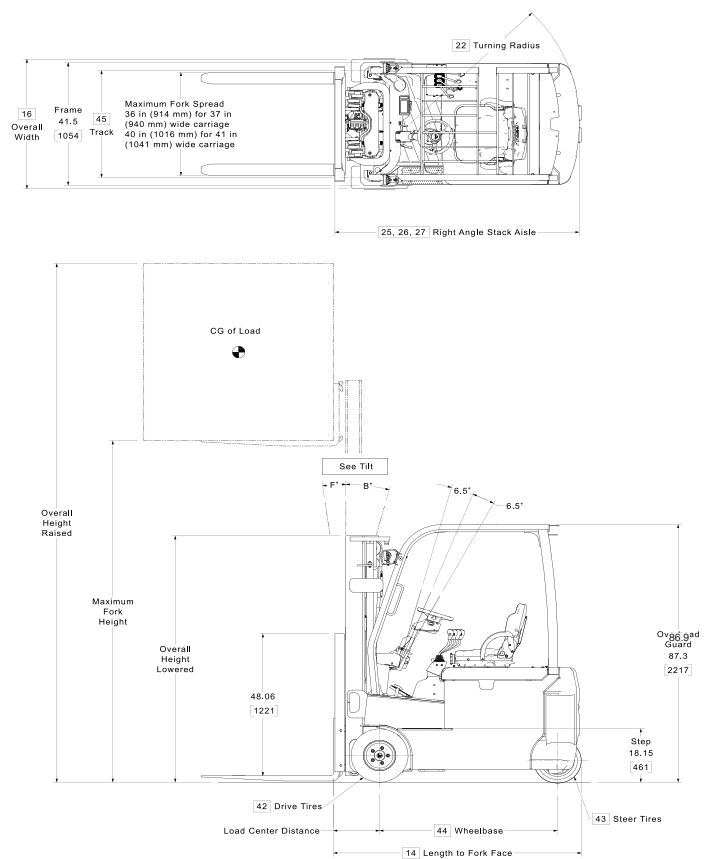 22 Turning Radius
16
Overall
Width
Frame
41.5
1054
45
Track
Maximum Fork Spread
36 in (914 mm) for 37 in
(940 mm) wide carriage
40 in (1016 mm) for 41 in
(1041 mm) wide carriage
25, 26, 27 Right Angle Stack Aisle
CG of Load
See Tilt
F°
B°
6.5°
6.5°
Overall
Height
Raised
Maximum
Fork
Height
Overall
Height
Lowered
48.06
1221
86.9
Guard
87.3
2217
Step
18.15
461
42 Drive Tires
43 Steer Tires
Load Center Distance
44 Wheelbase
14 Length to Fork Face